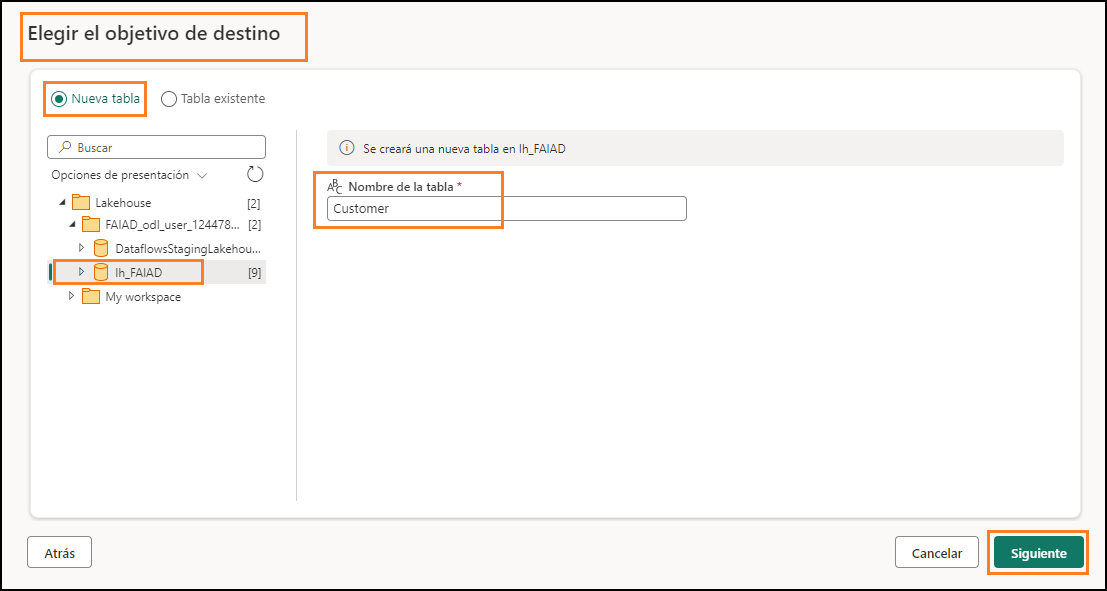 Elegir el objetivo de destino
Nueva tabla
Tabla existente
Buscar
Opciones de presentación
Lakehouse [2]
FAIAD_odl_user_124478... [2]
DataflowsStagingLakehou...
lh_FAIAD [9]
My workspace
Se creará una nueva tabla en lh_FAIAD
ABC Nombre de la tabla *
Customer
Atrás
Cancelar
Siguiente